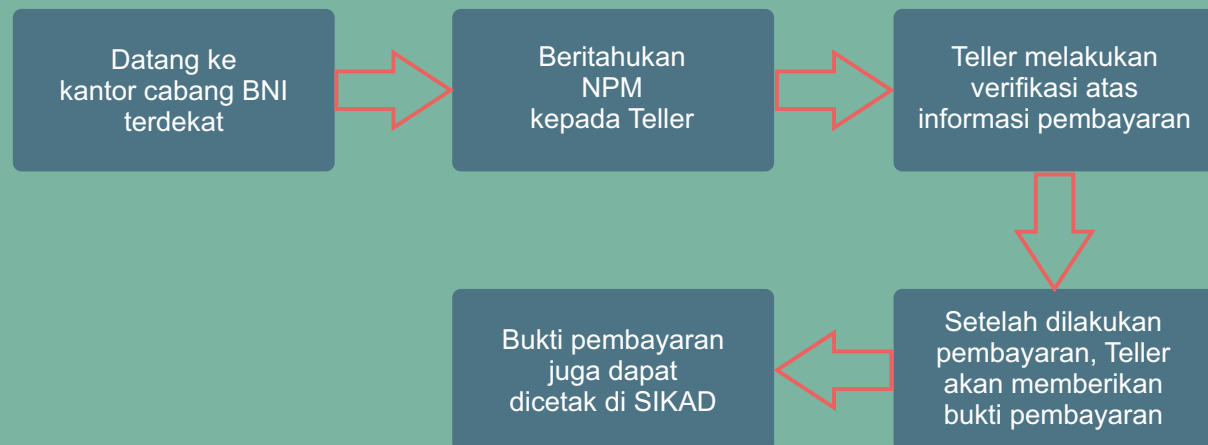 Datang ke
kantor cabang BNI
terdekat
Beritahukan
NPM
kepada Teller
Teller melakukan
verifikasi atas
informasi pembayaran
Setelah dilakukan
pembayaran, Teller
akan memberikan
bukti pembayaran
Bukti pembayaran
juga dapat
dicetak di SIKAD